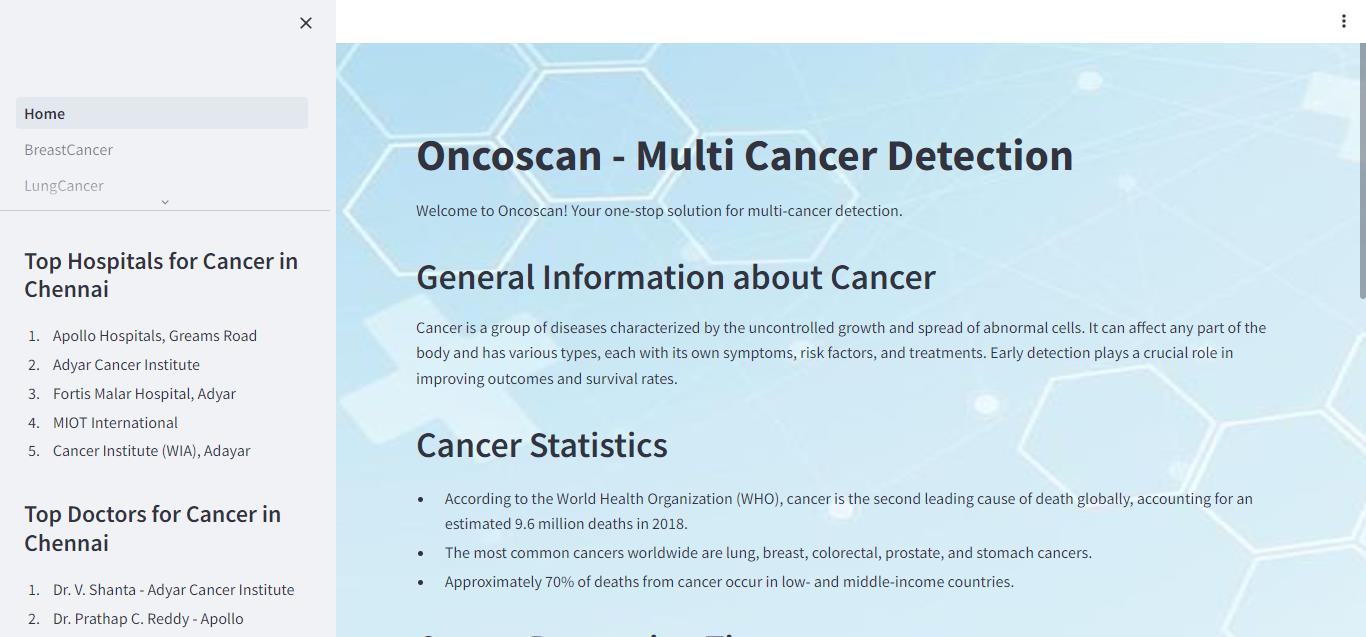 Home
BreastCancer
LungCancer
Top Hospitals for Cancer in
Chennai
1. Apollo Hospitals, Greams Road
2. Adyar Cancer Institute
3. Fortis Malar Hospital, Adyar
4. MIOT International
5. Cancer Institute (WIA), Adayar
Top Doctors for Cancer in
Chennai
1. Dr. V. Shanta - Adyar Cancer Institute
2. Dr. Prathap C. Reddy - Apollo
Oncoscan - Multi Cancer Detection
Welcome to Oncoscan! Your one-stop solution for multi-cancer detection.
General Information about Cancer
Cancer is a group of diseases characterized by the uncontrolled growth and spread of abnormal cells. It can affect any part of the
body and has various types, each with its own symptoms, risk factors, and treatments. Early detection plays a crucial role in
improving outcomes and survival rates.
Cancer Statistics
• According to the World Health Organization (WHO), cancer is the second leading cause of death globally, accounting for an
estimated 9.6 million deaths in 2018.
• The most common cancers worldwide are lung, breast, colorectal, prostate, and stomach cancers.
• Approximately 70% of deaths from cancer occur in low- and middle-income countries.